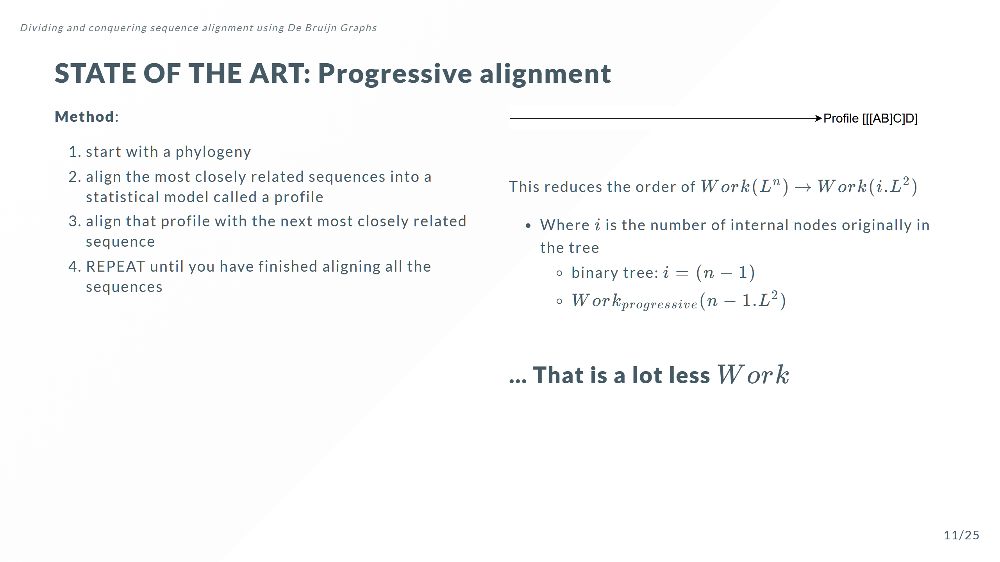 Dividing and conquering sequence alignment using De Bruijn Graphs
STATE OF THE ART: Progressive alignment
Method:
1. start with a phylogeny
2. align the most closely related sequences into a
statistical model called a profile
3. align that profile with the next most closely related
sequence
4. REPEAT until you have finished aligning all the
sequences
Profile [[[AB]C]D]
This reduces the order of $Work(L^n) \rightarrow Work(i.L^2)$
• Where $i$ is the number of internal nodes originally in
the tree
◦ binary tree: $i = (n - 1)$
◦ $Work_{progressive}(n - 1.L^2)$
... That is a lot less $Work$
11/25